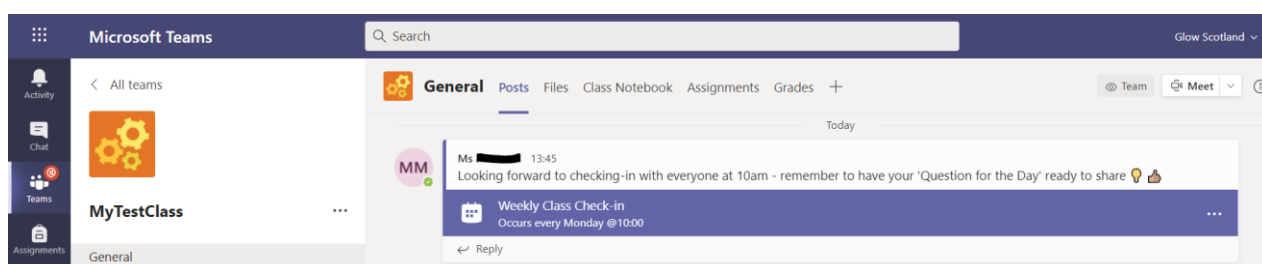 Microsoft Teams
Search
Glow Scotland
Activity
Chat
Teams
Assignments
All teams
MyTestClass
General
General Posts Files Class Notebook Assignments Grades
Team
Meet
Today
MM
Ms 13:45
Looking forward to checking-in with everyone at 10am - remember to have your 'Question for the Day' ready to share 💡 👍🏽
Weekly Class Check-in
Occurs every Monday @10:00
Reply